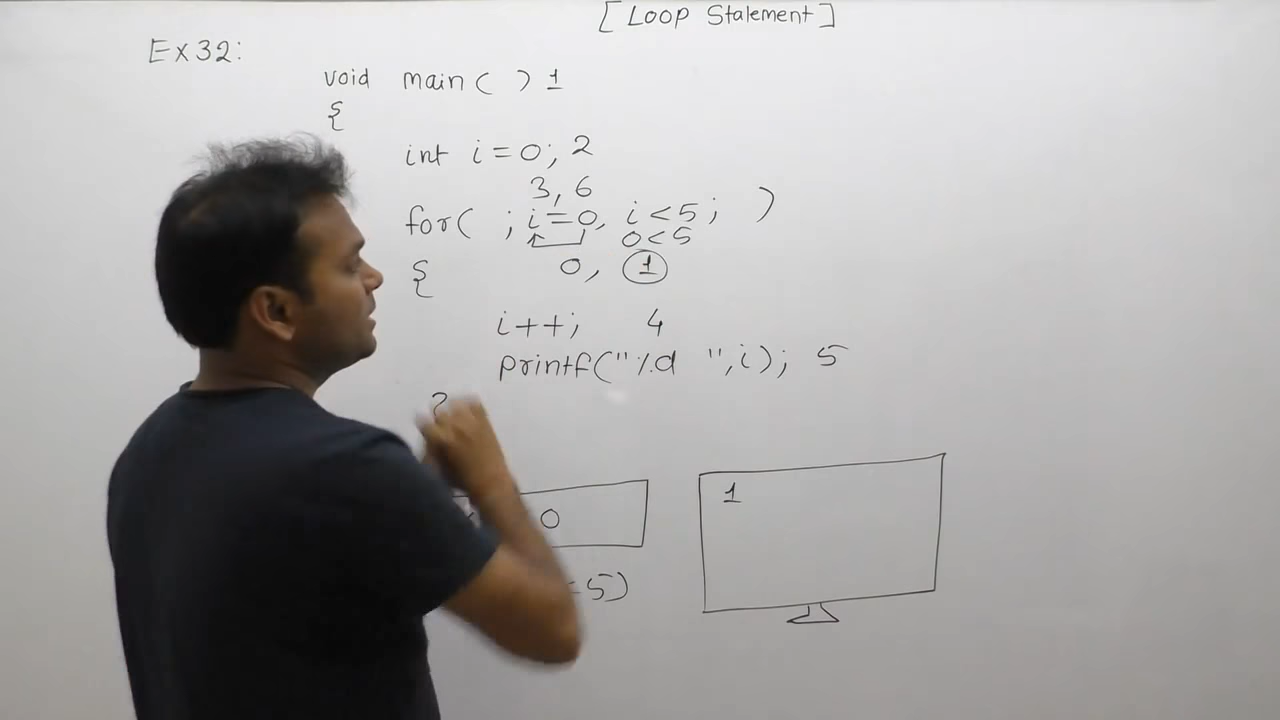 [Loop Statement]
Ex32:
void main( ) 1
{
int i=0; 2
3, 6
for( ; i=0, i<5; )
0<5
{ 0, 1
i++; 4
printf("%d ",i); 5
0
1
5)